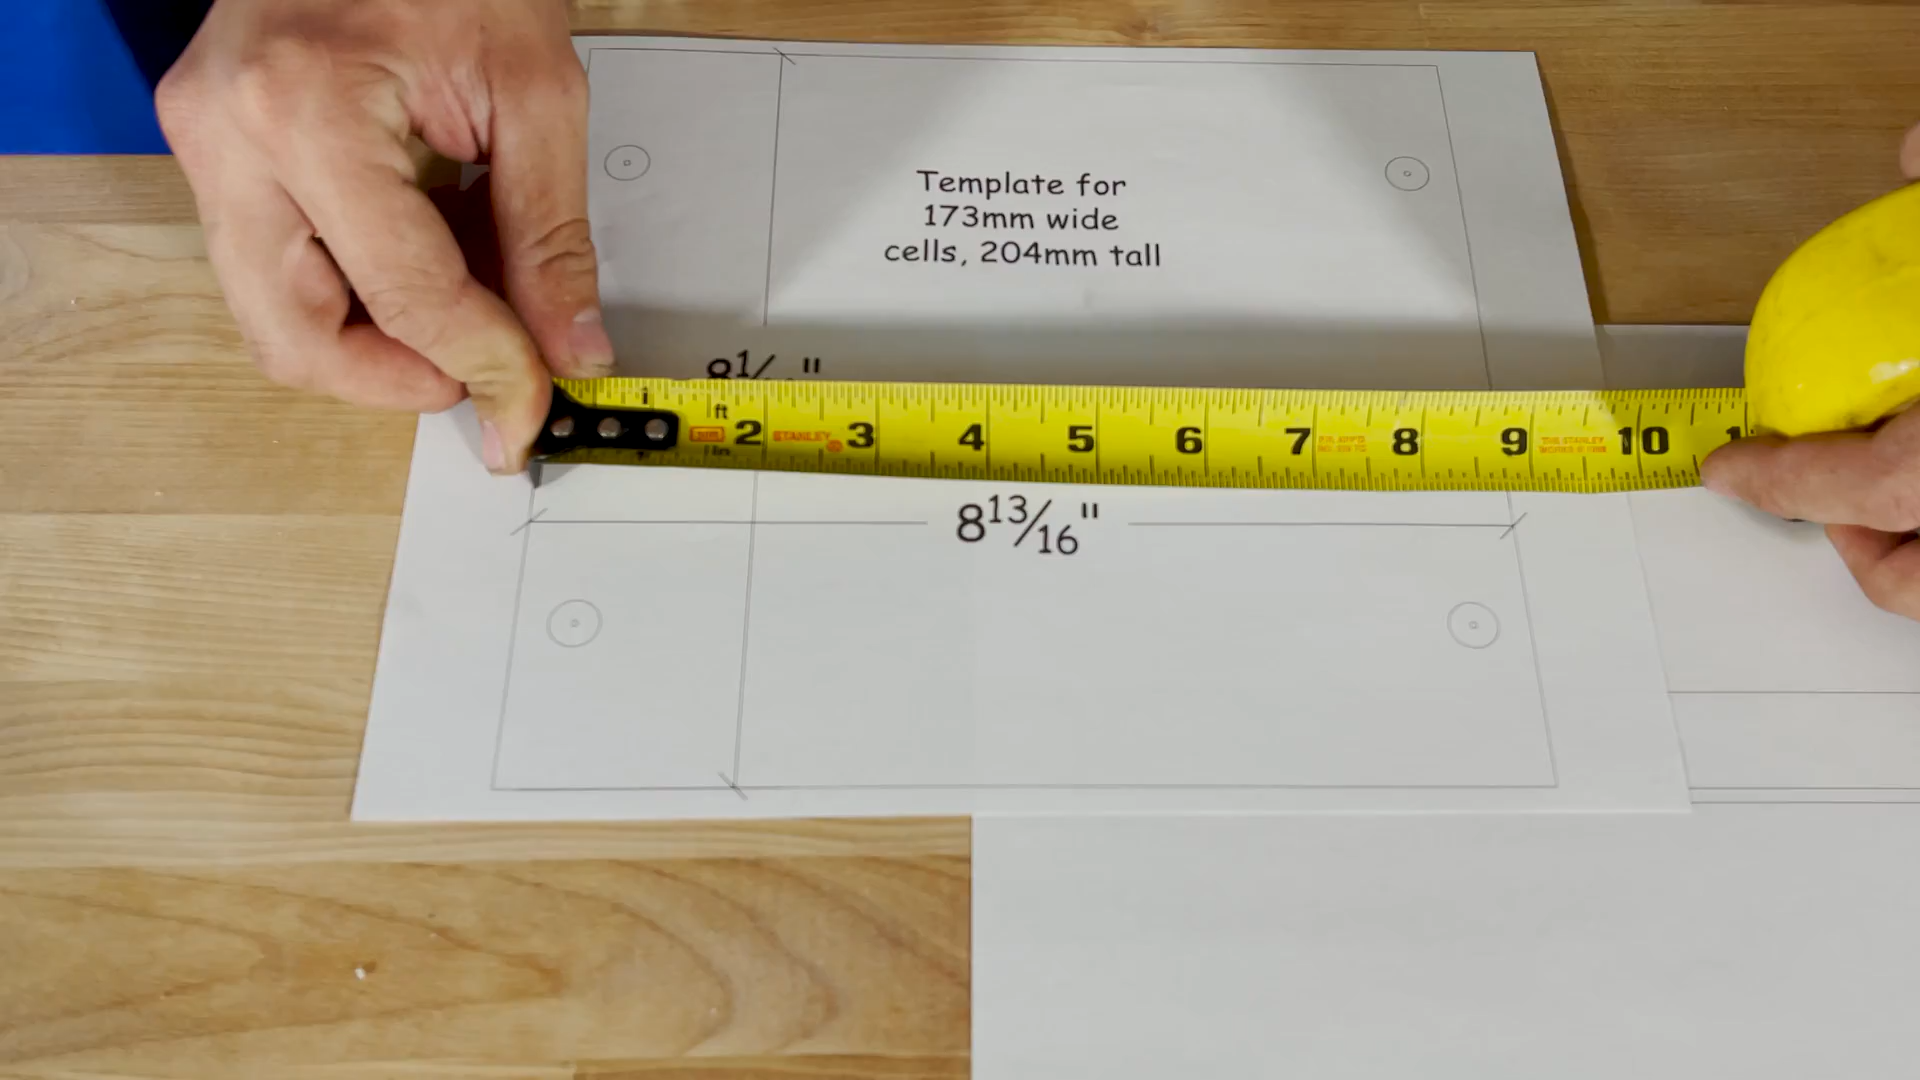 Template for
173mm wide
cells, 204mm tall
ft
2 STANLEY 3 4 5 6 7 8 9 10
8 13/16"